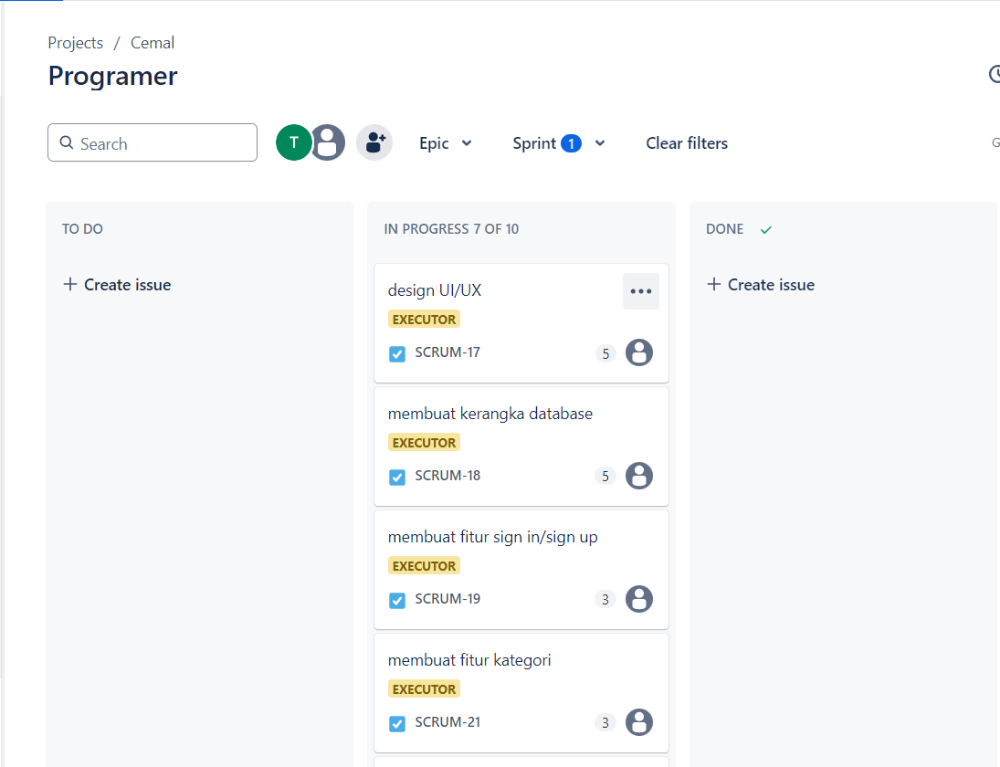 Projects / Cemal
Programer
Search
T
Epic
Sprint 1
Clear filters
G
TO DO
+ Create issue
IN PROGRESS 7 OF 10
design UI/UX
EXECUTOR
SCRUM-17 5
membuat kerangka database
EXECUTOR
SCRUM-18 5
membuat fitur sign in/sign up
EXECUTOR
SCRUM-19 3
membuat fitur kategori
EXECUTOR
SCRUM-21 3
DONE
+ Create issue